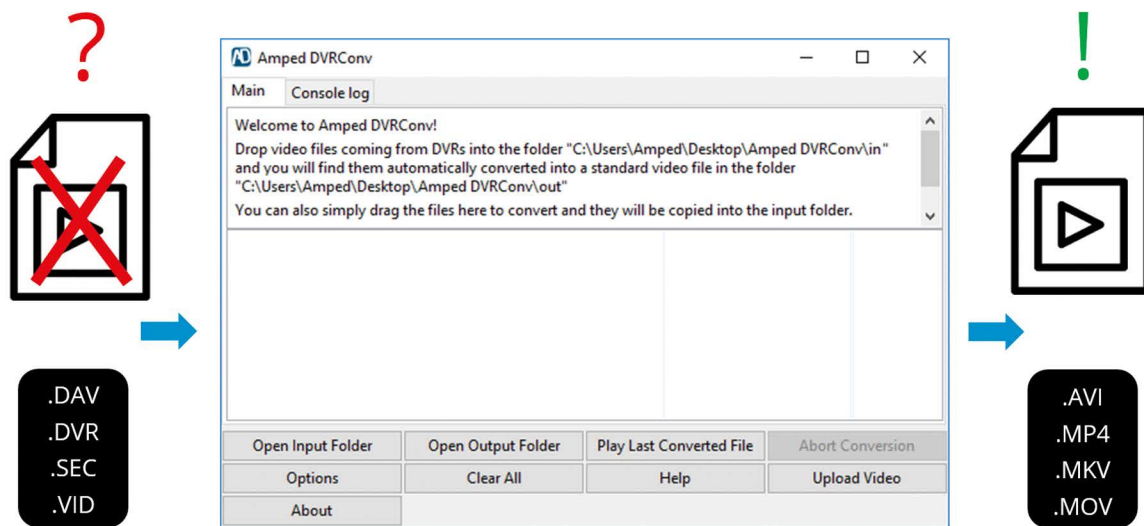 ?
!
Amped DVRConv
Main
Console log
Welcome to Amped DVRConv!
Drop video files coming from DVRs into the folder "C:\Users\Amped\Desktop\Amped DVRConv\in"
and you will find them automatically converted into a standard video file in the folder
"C:\Users\Amped\Desktop\Amped DVRConv\out"
You can also simply drag the files here to convert and they will be copied into the input folder.
.DAV
.DVR
.SEC
.VID
Open Input Folder
Open Output Folder
Play Last Converted File
Abort Conversion
Options
Clear All
Help
Upload Video
About
.AVI
.MP4
.MKV
.MOV